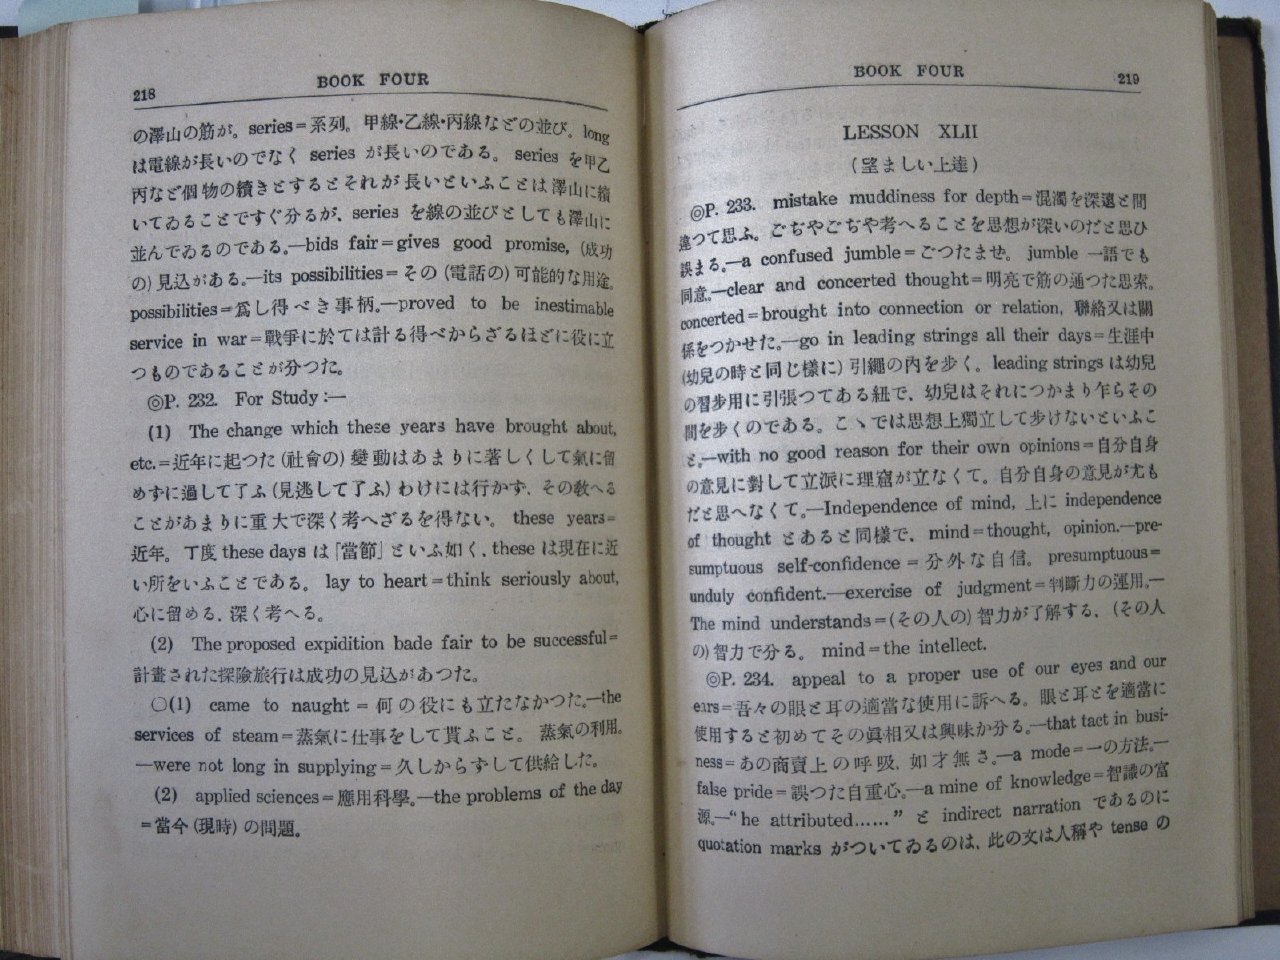 218
BOOK FOUR
の澤山の筋が。series=系列。甲線・乙線・丙線などの並び。long
は電線が長いのでなく series が長いのである。series を甲乙
丙など個物の續きとするとそれが長いといふことは澤山に續
いてゐることですぐ分るが、series を線の並びとしても澤山に
並んでゐるのである。—bids fair=gives good promise, (成功
の) 見込がある。—its possibilities=その (電話の) 可能的な用途。
possibilities=爲し得べき事柄。—proved to be inestimable
service in war=戰爭に於ては計る得べからざるほどに役に立
つものであることが分つた。
◎P. 232. For Study:—
(1) The change which these years have brought about,
etc.=近年に起つた (社會の) 變動はあまりに著しくして氣に留
めずに過して了ふ (見逃して了ふ) わけには行かず、その敎へる
ことがあまりに重大で深く考へざるを得ない。these years=
近年。丁度 these days は「當節」といふ如く、these は現在に近
い所をいふことである。lay to heart=think seriously about,
心に留める、深く考へる。
(2) The proposed expidition bade fair to be successful=
計畫された探險旅行は成功の見込があつた。
○(1) came to naught=何の役にも立たなかつた。—the
services of steam=蒸氣に仕事をして貰ふこと。蒸氣の利用。
—were not long in supplying=久しからずして供給した。
(2) applied sciences=應用科學。—the problems of the day
=當今 (現時) の問題。
BOOK FOUR
219
LESSON XLII
(望ましい上達)
◎P. 233. mistake muddiness for depth=混濁を深遠と間
違つて思ふ。ごぢやごぢや考へることを思想が深いのだと思ひ
誤まる。—a confused jumble=ごつたまぜ。jumble 一語でも
同意。—clear and concerted thought=明亮で筋の通つた思索。
concerted=brought into connection or relation, 聯絡又は關
係をつかせた。—go in leading strings all their days=生涯中
(幼兒の時と同じ樣に) 引繩の內を步く。leading strings は幼兒
の習步用に引張つてある紐で、幼兒はそれにつかまり乍らその
間を步くのである。こゝでは思想上獨立して步けないといふこ
と。—with no good reason for their own opinions=自分自身
の意見に對して立派に理窟が立なくて。自分自身の意見が尤も
だと思へなくて。—Independence of mind, 上に independence
of thought とあると同樣で、mind=thought, opinion.—pre-
sumptuous self-confidence=分外な自信。presumptuous=
unduly confident.—exercise of judgment=判斷力の運用。—
The mind understands=(その人の) 智力が了解する、(その人
の) 智力で分る。mind=the intellect.
◎P. 234. appeal to a proper use of our eyes and our
ears=吾々の眼と耳の適當な使用に訴へる。眼と耳とを適當に
使用すると初めてその眞相又は興味か分る。—that tact in busi-
ness=あの商賣上の呼吸、如才無さ。—a mode=一の方法。—
false pride=誤つた自重心。—a mine of knowledge=智識の富
源。—“he attributed......” と indirect narration であるのに
quotation marks がついてゐるのは、此の文は人稱や tense の